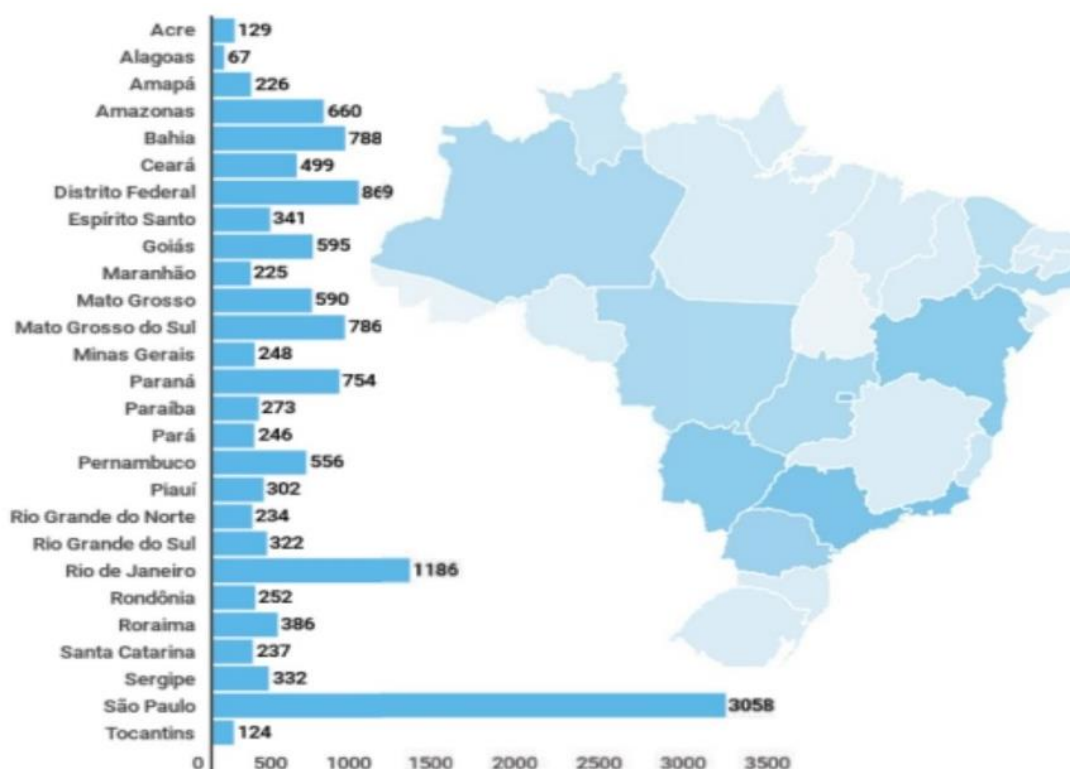 Acre 129
Alagoas 67
Amapá 226
Amazonas 660
Bahia 788
Ceará 499
Distrito Federal 869
Espírito Santo 341
Goiás 595
Maranhão 225
Mato Grosso 590
Mato Grosso do Sul 786
Minas Gerais 248
Paraná 754
Paraíba 273
Pará 246
Pernambuco 556
Piauí 302
Rio Grande do Norte 234
Rio Grande do Sul 322
Rio de Janeiro 1186
Rondônia 252
Roraima 386
Santa Catarina 237
Sergipe 332
São Paulo 3058
Tocantins 124
0 500 1000 1500 2000 2500 3000 3500